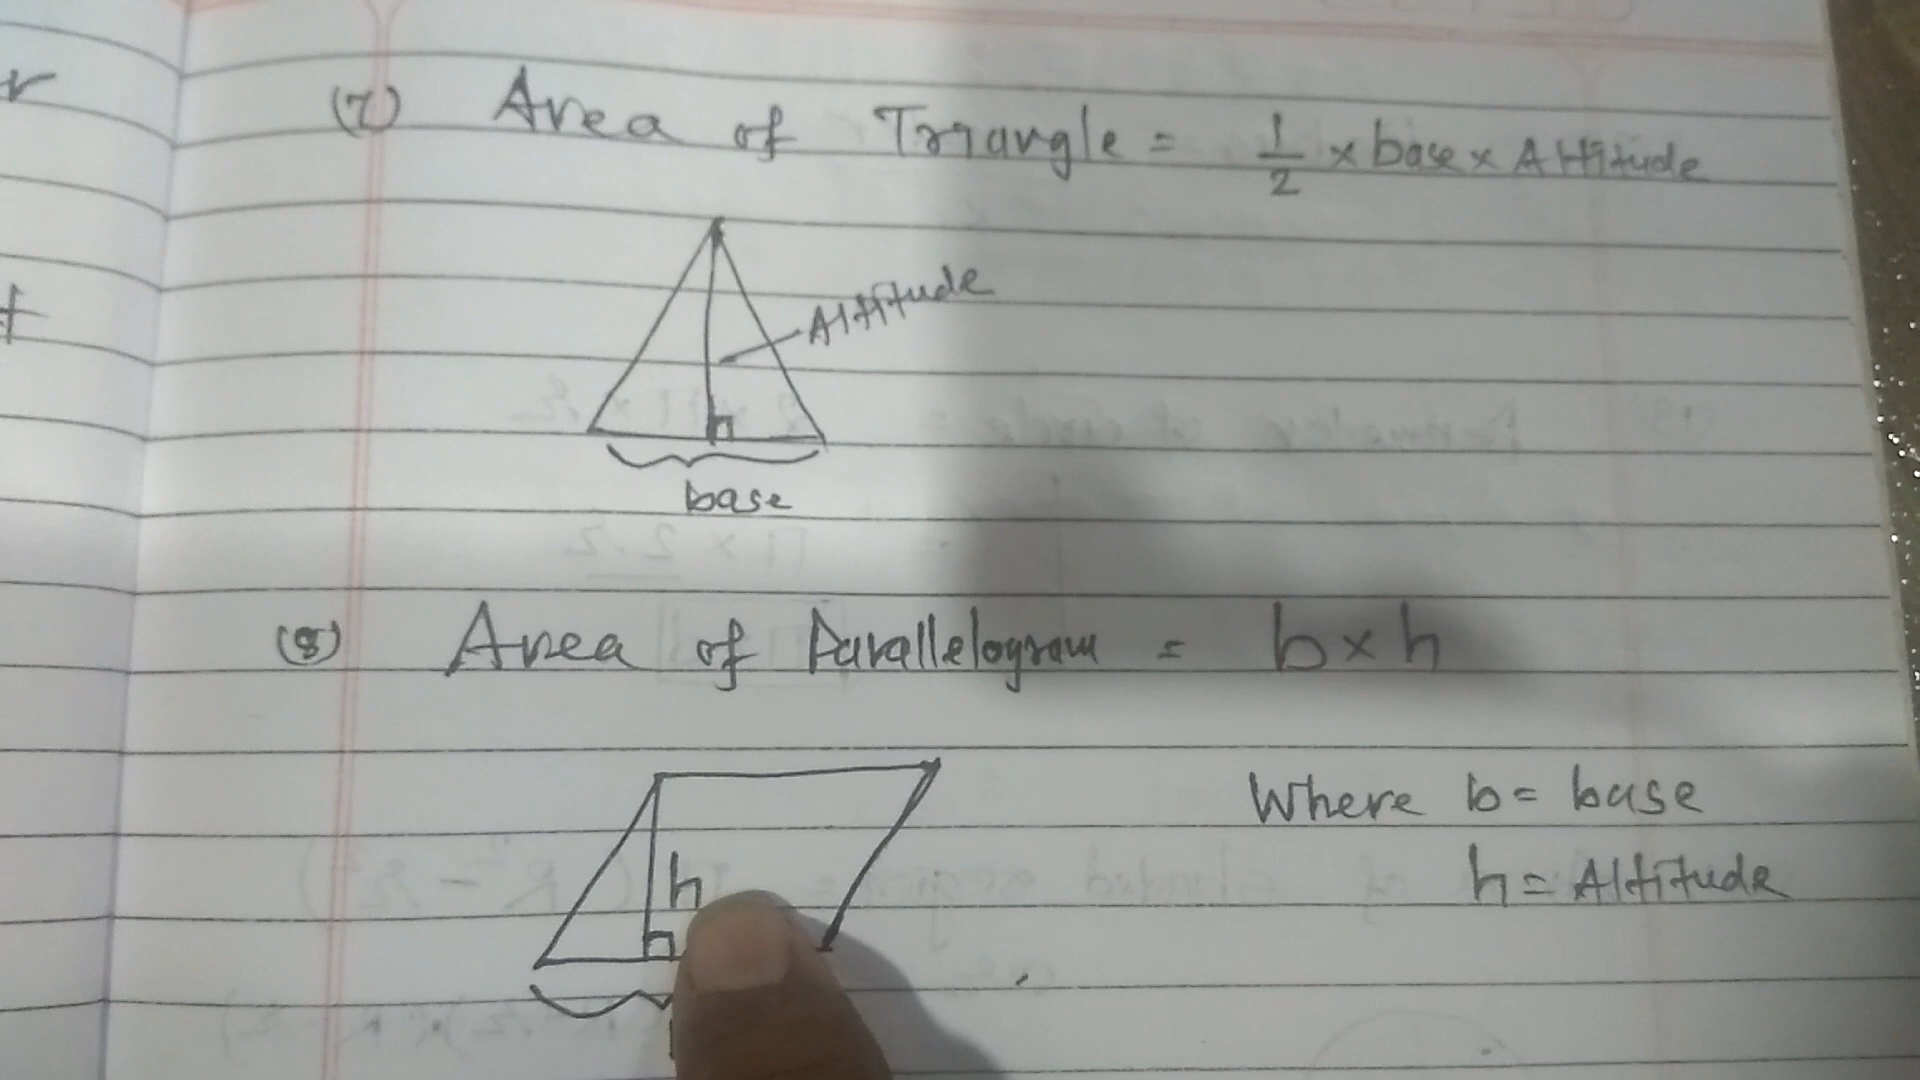 (7) Area of Triangle = 1/2 × base × Altitude
Altitude
base
(8) Area of Parallelogram = b × h
Where b = base
h = Altitude
h